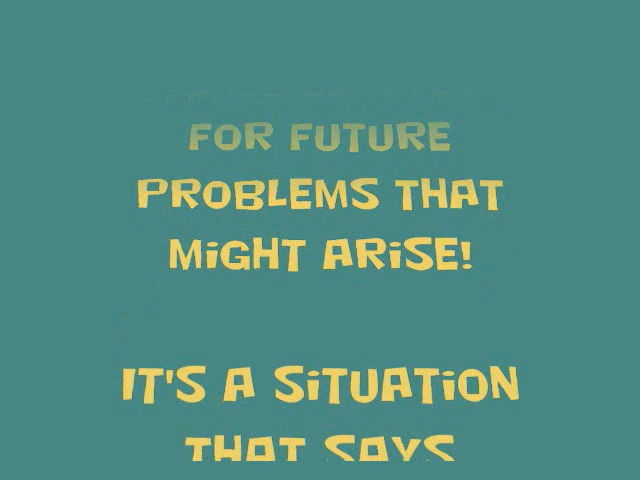 FOR FUTURE
PROBLEMS THAT
MiGHT ARiSE!
IT'S A SiTUATiON
THAT SAYS